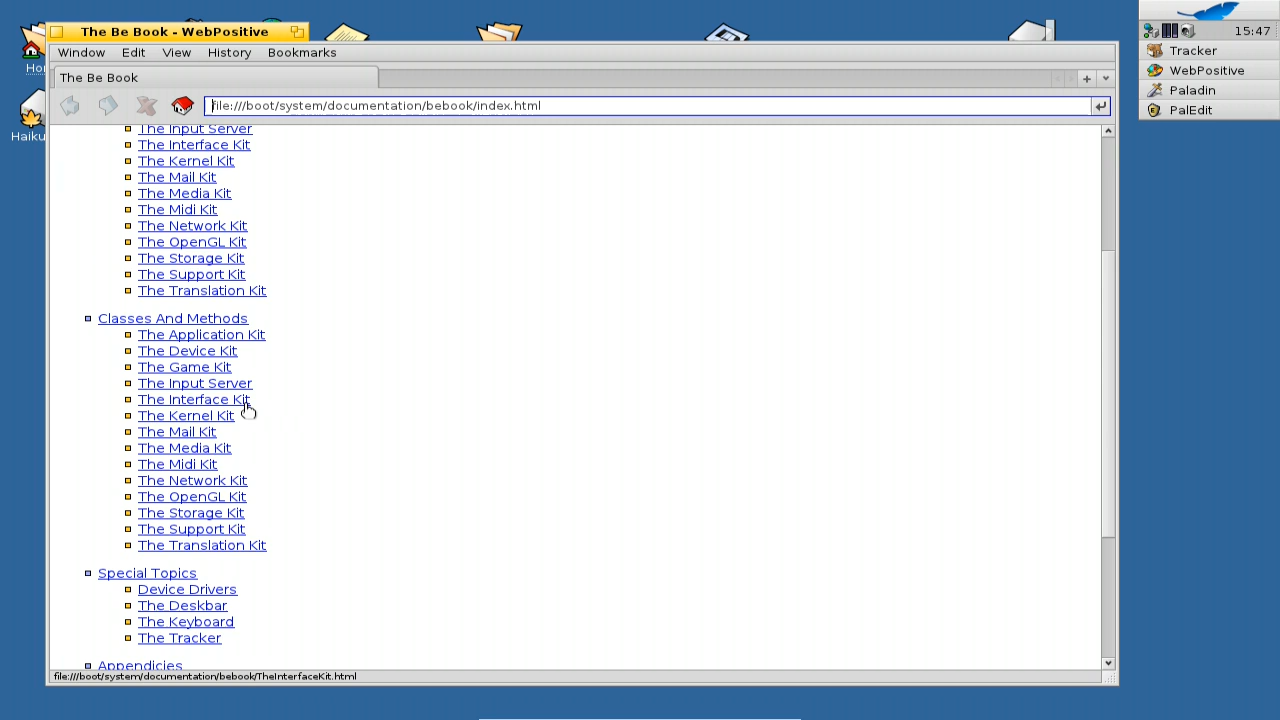 The Be Book - WebPositive
Window Edit View History Bookmarks
The Be Book
file:///boot/system/documentation/bebook/index.html
The Input Server
The Interface Kit
The Kernel Kit
The Mail Kit
The Media Kit
The Midi Kit
The Network Kit
The OpenGL Kit
The Storage Kit
The Support Kit
The Translation Kit
Classes And Methods
The Application Kit
The Device Kit
The Game Kit
The Input Server
The Interface Kit
The Kernel Kit
The Mail Kit
The Media Kit
The Midi Kit
The Network Kit
The OpenGL Kit
The Storage Kit
The Support Kit
The Translation Kit
Special Topics
Device Drivers
The Deskbar
The Keyboard
The Tracker
Appendicies
file:///boot/system/documentation/bebook/TheInterfaceKit.html
Haiku
15:47
Tracker
WebPositive
Paladin
PalEdit